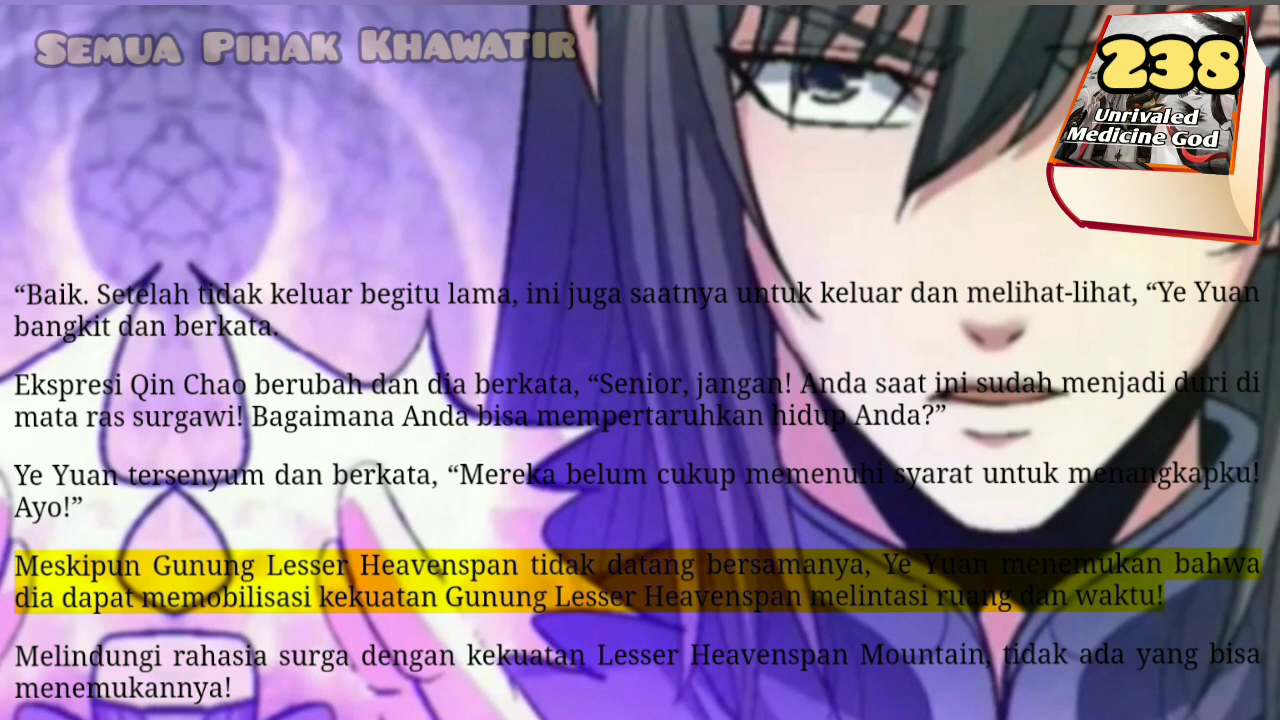 Semua Pihak Khawatir
238
Unrivaled
Medicine God
“Baik. Setelah tidak keluar begitu lama, ini juga saatnya untuk keluar dan melihat-lihat, “Ye Yuan
bangkit dan berkata.
Ekspresi Qin Chao berubah dan dia berkata, “Senior, jangan! Anda saat ini sudah menjadi duri di
mata ras surgawi! Bagaimana Anda bisa mempertaruhkan hidup Anda?”
Ye Yuan tersenyum dan berkata, “Mereka belum cukup memenuhi syarat untuk menangkapku!
Ayo!”
Meskipun Gunung Lesser Heavenspan tidak datang bersamanya, Ye Yuan menemukan bahwa
dia dapat memobilisasi kekuatan Gunung Lesser Heavenspan melintasi ruang dan waktu!
Melindungi rahasia surga dengan kekuatan Lesser Heavenspan Mountain, tidak ada yang bisa
menemukannya!